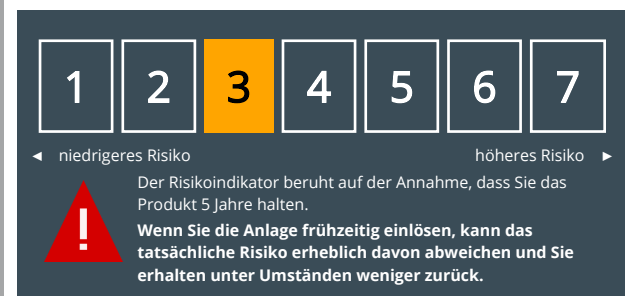 1 2 3 4 5 6 7
◄ niedrigeres Risiko höheres Risiko ►
Der Risikoindikator beruht auf der Annahme, dass Sie das
Produkt 5 Jahre halten.
!
Wenn Sie die Anlage frühzeitig einlösen, kann das
tatsächliche Risiko erheblich davon abweichen und Sie
erhalten unter Umständen weniger zurück.